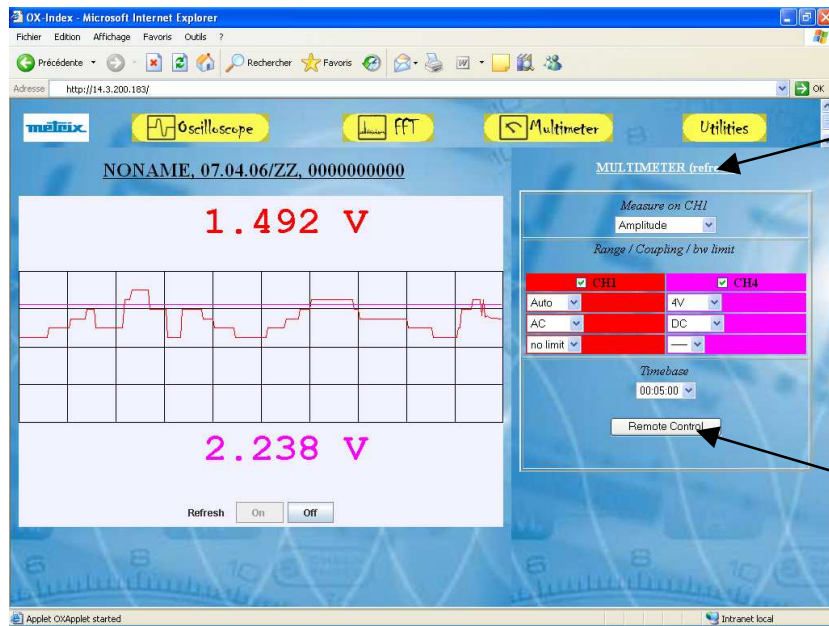 OX-Index - Microsoft Internet Explorer
Fichier Edition Affichage Favoris Outils ?
Précédente Rechercher Favoris
Adresse http://14.3.200.183/ OK
metrix Oscilloscope FFT Multimeter Utilities
NONAME, 07.04.06/ZZ, 0000000000
MULTIMETER
1.492 V
Measure on CH1
Amplitude
Range / Coupling / bw limit
CH1 CH4
Auto 4V
AC DC
no limit
Timebase
00:05:00
Remote Control
2.238 V
Refresh On Off
Applet OXApplet started Intranet local